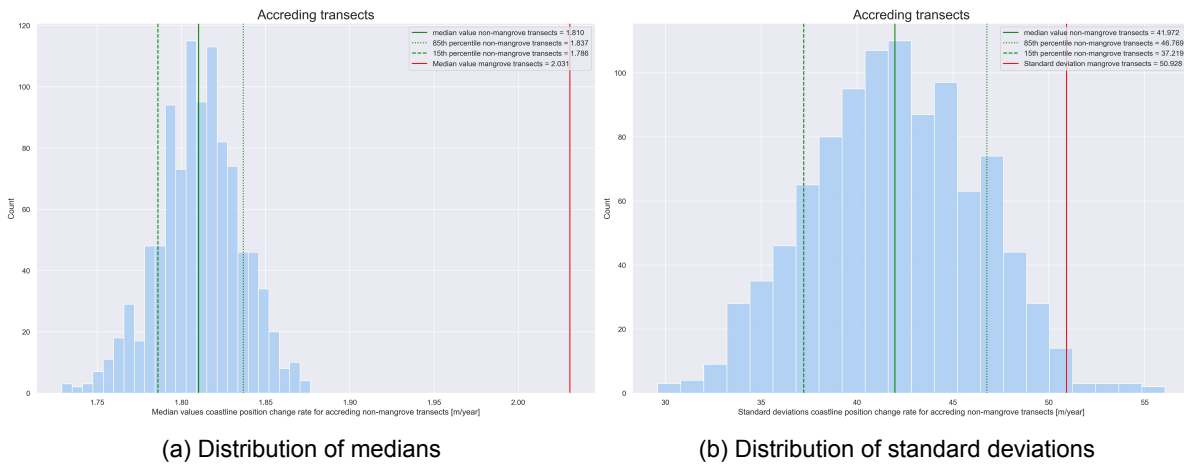 Accreding transects
median value non-mangrove transects = 1.810
85th percentile non-mangrove transects = 1.837
15th percentile non-mangrove transects = 1.786
Median value mangrove transects = 2.031
120
100
80
60
40
20
0
Count
1.75
1.80
1.85
1.90
1.95
2.00
Median values coastline position change rate for accreding non-mangrove transects [m/year]
(a) Distribution of medians
Accreding transects
median value non-mangrove transects = 41.972
85th percentile non-mangrove transects = 46.769
15th percentile non-mangrove transects = 37.219
Standard deviation mangrove transects = 50.928
100
80
60
40
20
0
Count
30
35
40
45
50
55
Standard deviations coastline position change rate for accreding non-mangrove transects [m/year]
(b) Distribution of standard deviations